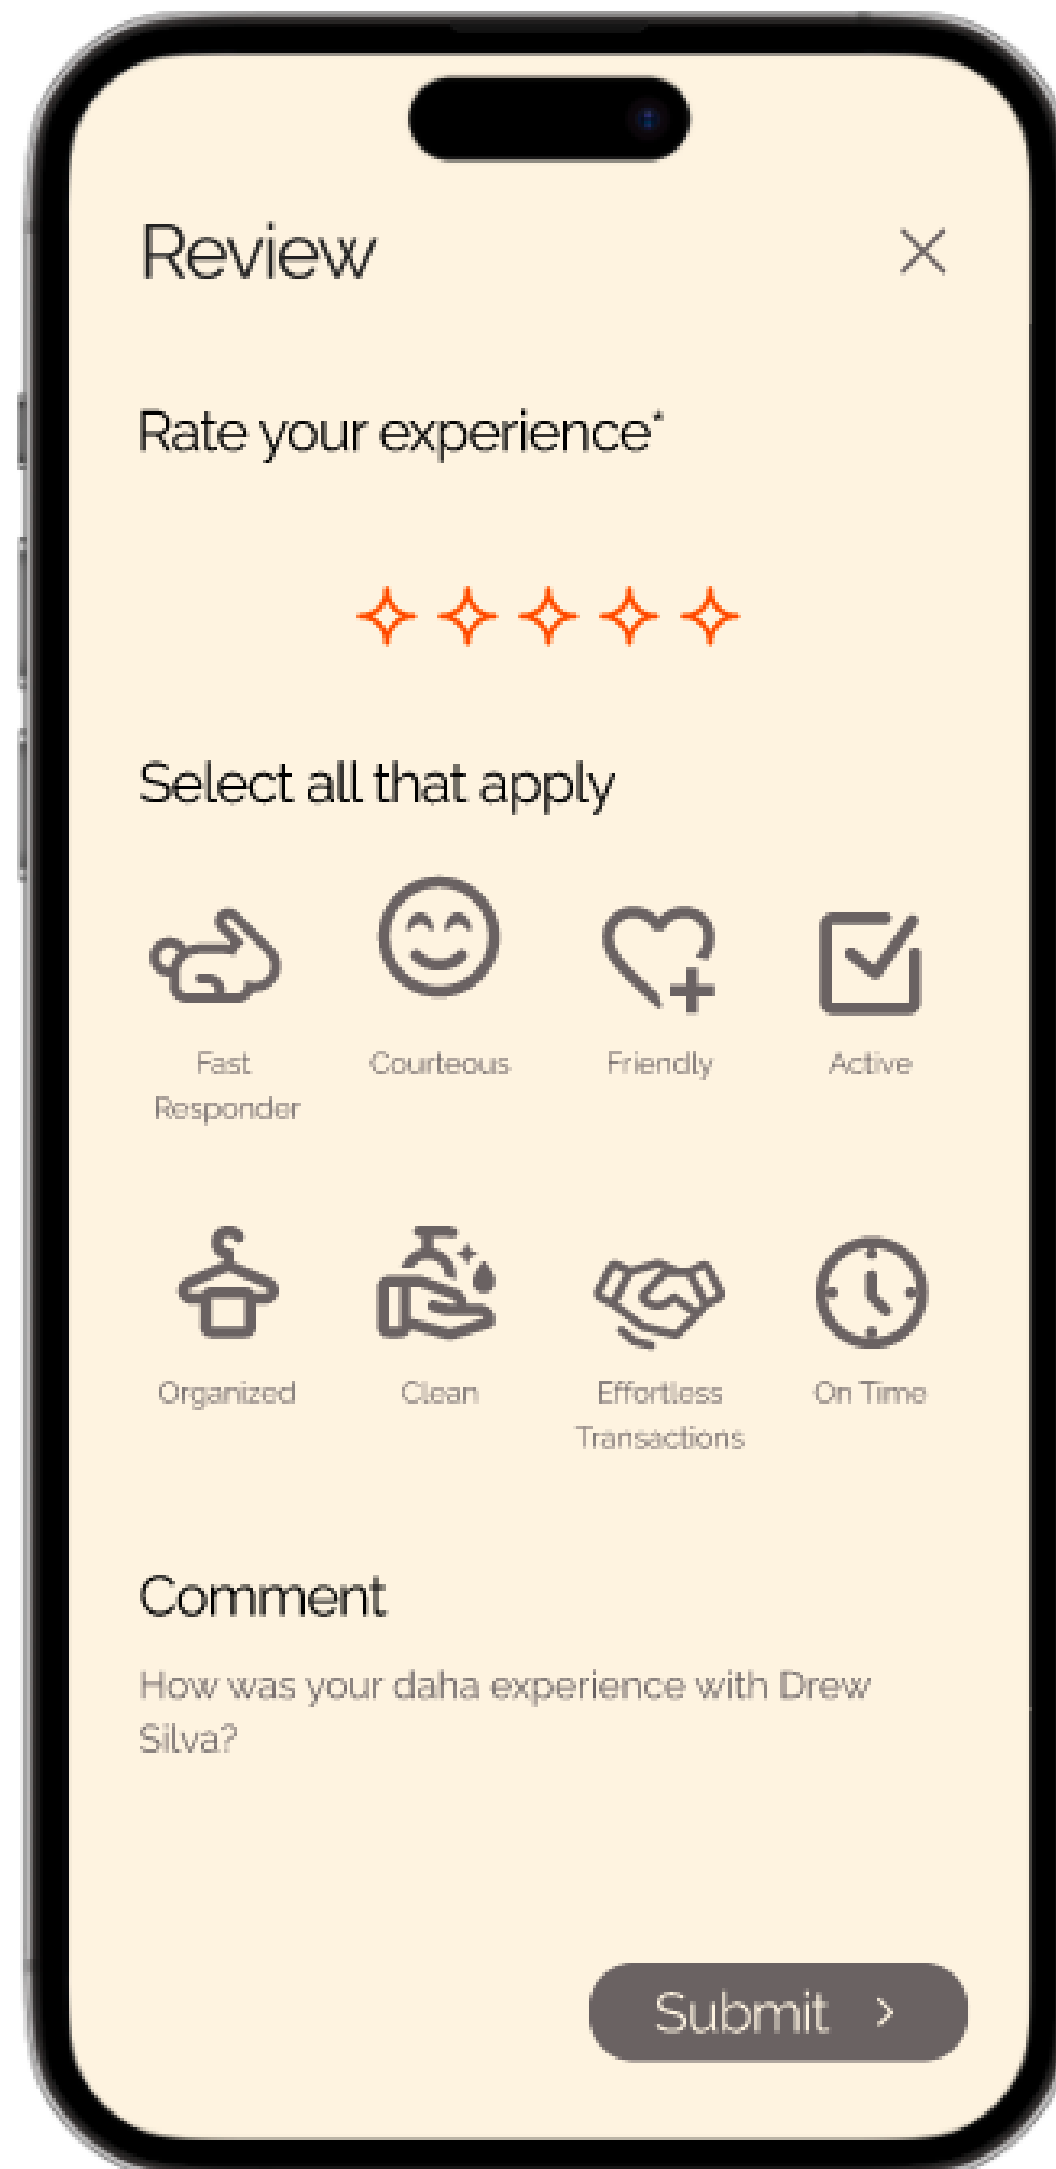 Review
Rate your experience*
Select all that apply
Fast
Responder
Courteous
Friendly
Active
Organized
Clean
Effortless
Transactions
On Time
Comment
How was your daha experience with Drew
Silva?
Submit